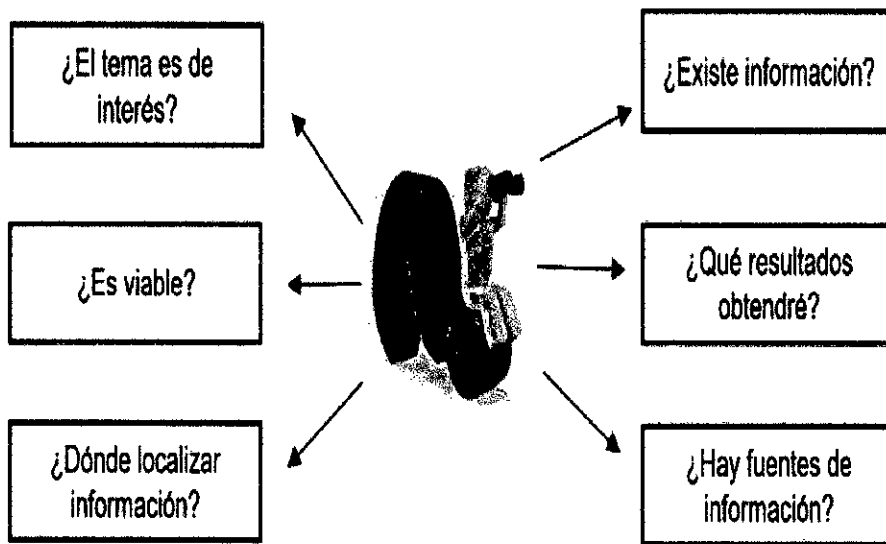 ¿El tema es de
interés?
¿Es viable?
¿Dónde localizar
información?
¿Existe información?
¿Qué resultados
obtendré?
¿Hay fuentes de
información?